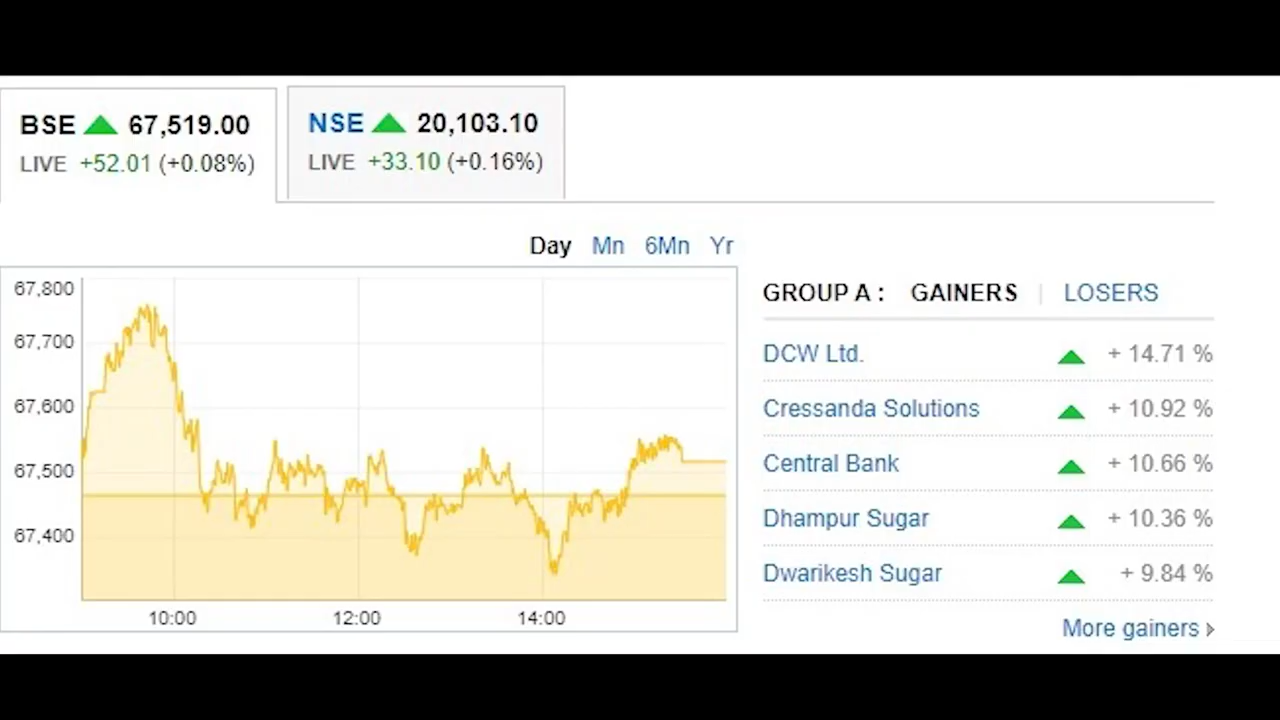 BSE 67,519.00
LIVE +52.01 (+0.08%)
NSE 20,103.10
LIVE +33.10 (+0.16%)
Day Mn 6Mn Yr
67,800
67,700
67,600
67,500
67,400
10:00 12:00 14:00
GROUP A : GAINERS | LOSERS
DCW Ltd. + 14.71 %
Cressanda Solutions + 10.92 %
Central Bank + 10.66 %
Dhampur Sugar + 10.36 %
Dwarikesh Sugar + 9.84 %
More gainers